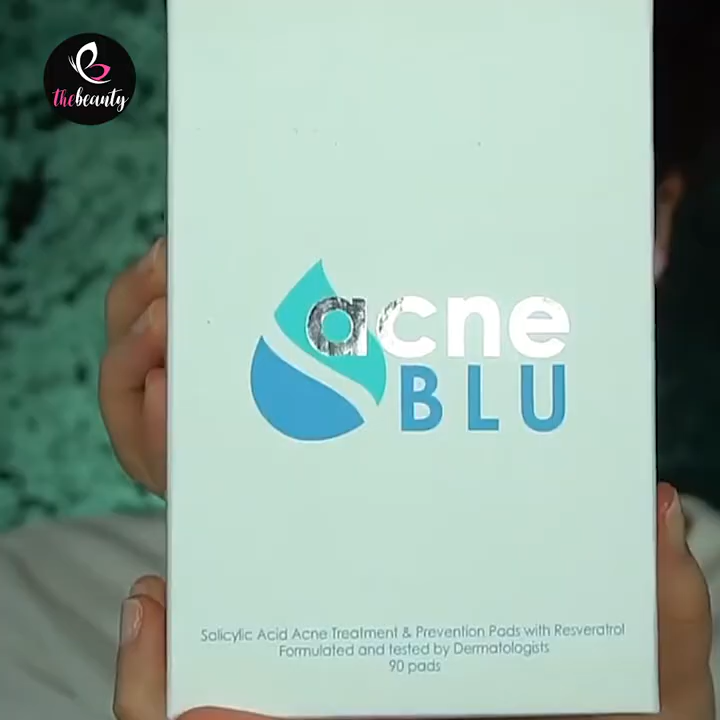 thebeauty
acne
BLU
Salicylic Acid Acne Treatment & Prevention Pads with Resveratrol
Formulated and tested by Dermatologists
90 pads